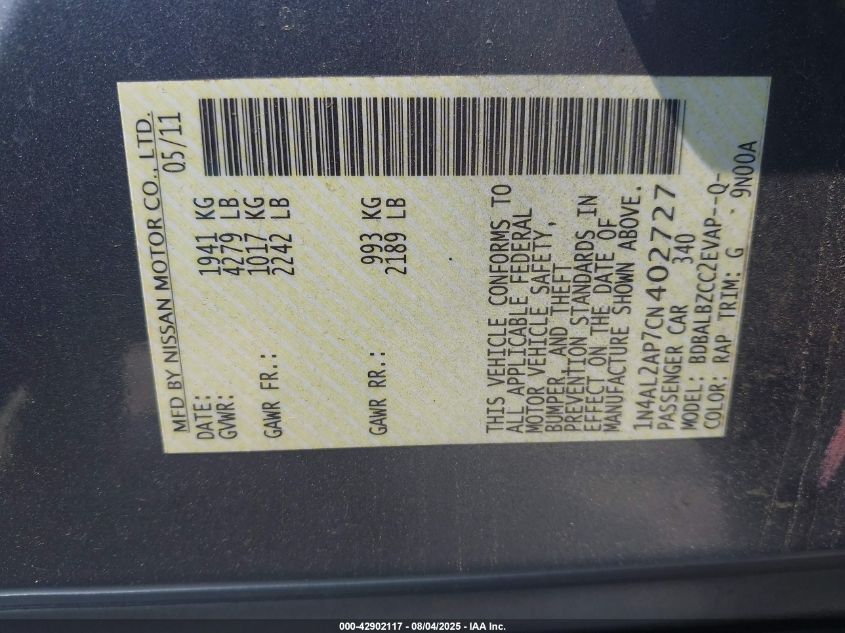 MFD BY NISSAN MOTOR CO., LTD.
DATE: 05/11
GVWR: 1941 KG
4279 LB
GAWR FR.: 1017 KG
2242 LB
GAWR RR.: 993 KG
2189 LB
THIS VEHICLE CONFORMS TO
ALL APPLICABLE FEDERAL
MOTOR VEHICLE SAFETY,
BUMPER, AND THEFT
PREVENTION STANDARDS IN
EFFECT ON THE DATE OF
MANUFACTURE SHOWN ABOVE.
1N4AL2AP7CN402727
PASSENGER CAR 340
MODEL: BDBALBZCC2EVAP--Q-
COLOR: RAP TRIM: G 9N00A
000-42902117 - 08/04/2025 - IAA Inc.